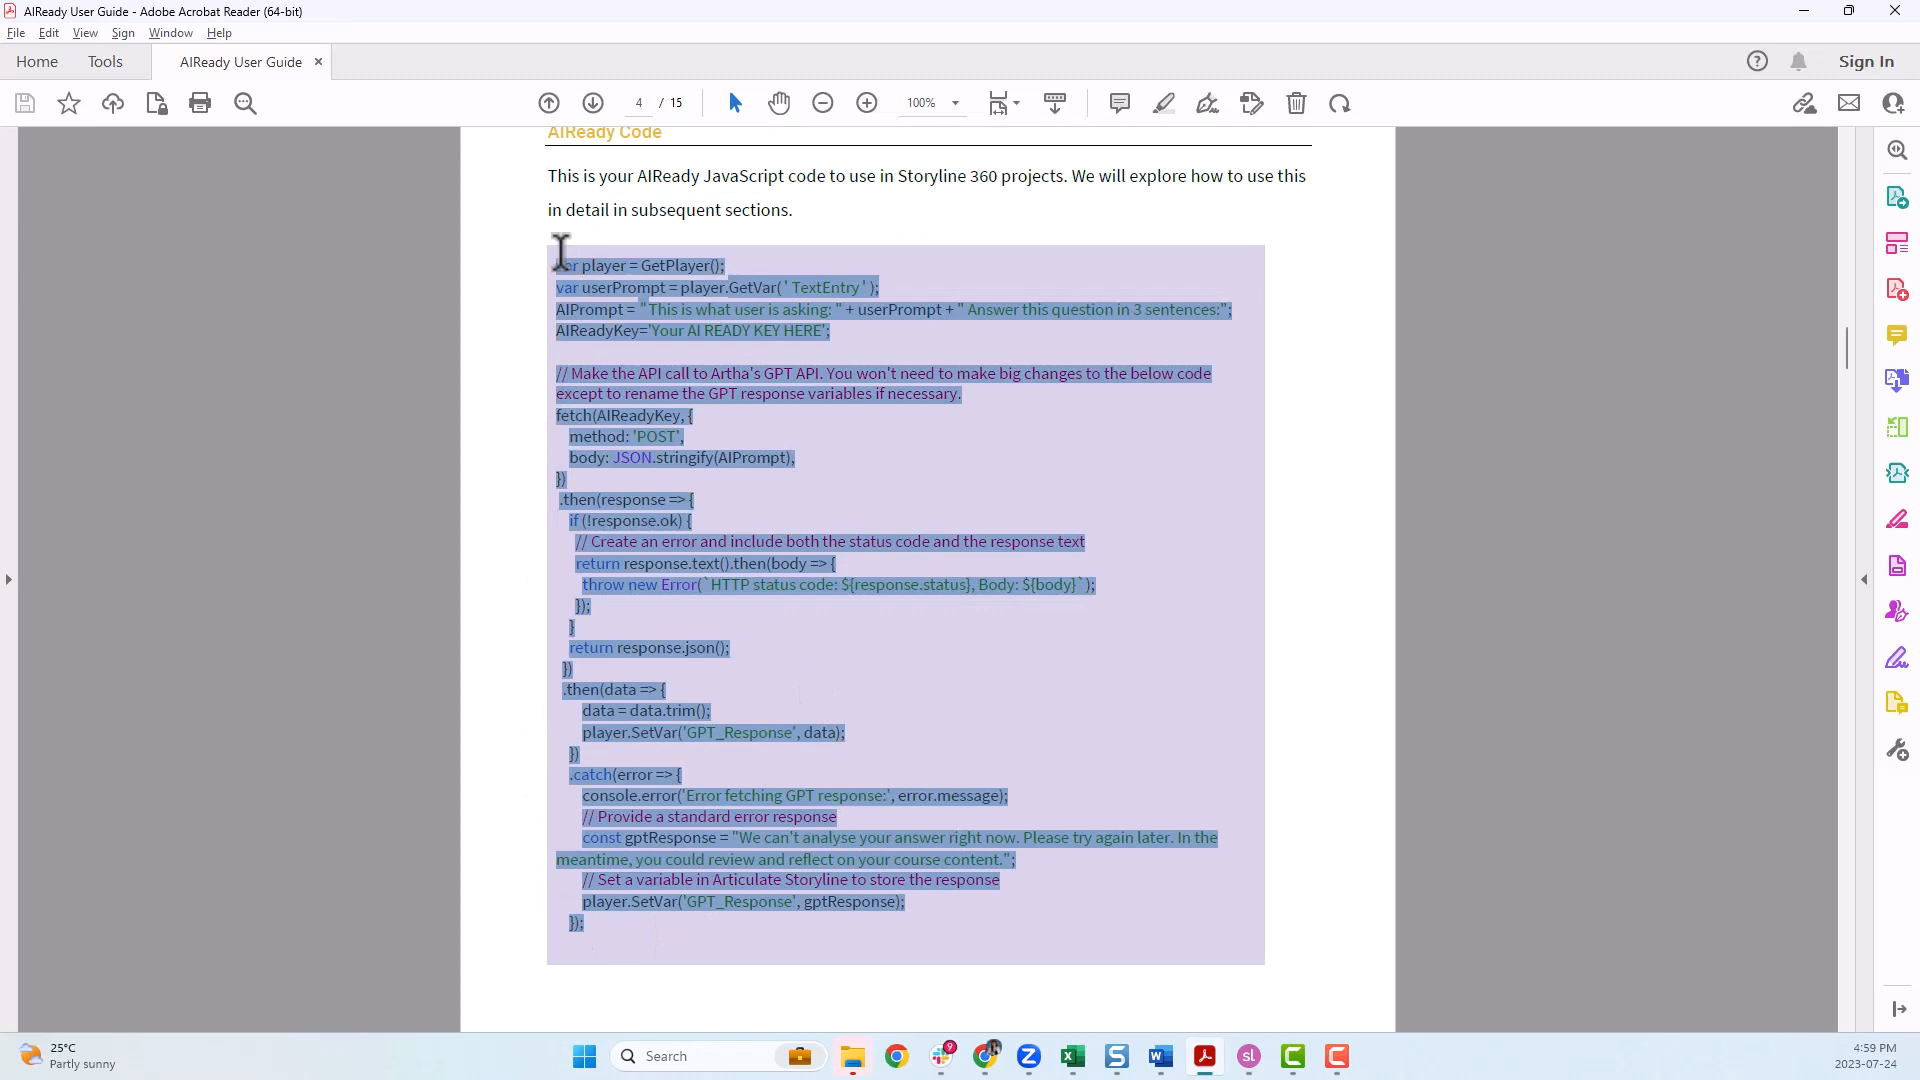 AIReady User Guide - Adobe Acrobat Reader (64-bit)
File Edit View Sign Window Help
Home Tools AIReady User Guide × Sign In
4 / 15 100%
AIReady Code
This is your AIReady JavaScript code to use in Storyline 360 projects. We will explore how to use this
in detail in subsequent sections.
var player = GetPlayer();
var userPrompt = player.GetVar( ' TextEntry ' );
AIPrompt = "This is what user is asking: " + userPrompt + " Answer this question in 3 sentences:";
AIReadyKey='Your AI READY KEY HERE';
// Make the API call to Artha's GPT API. You won't need to make big changes to the below code
except to rename the GPT response variables if necessary.
fetch(AIReadyKey, {
method: 'POST',
body: JSON.stringify(AIPrompt),
})
.then(response => {
if (!response.ok) {
// Create an error and include both the status code and the response text
return response.text().then(body => {
throw new Error(`HTTP status code: ${response.status}, Body: ${body}`);
});
}
return response.json();
})
.then(data => {
data = data.trim();
player.SetVar('GPT_Response', data);
})
.catch(error => {
console.error('Error fetching GPT response:', error.message);
// Provide a standard error response
const gptResponse = "We can't analyse your answer right now. Please try again later. In the
meantime, you could review and reflect on your course content.";
// Set a variable in Articulate Storyline to store the response
player.SetVar('GPT_Response', gptResponse);
});
25°C
Partly sunny
Search
9
4:59 PM
2023-07-24